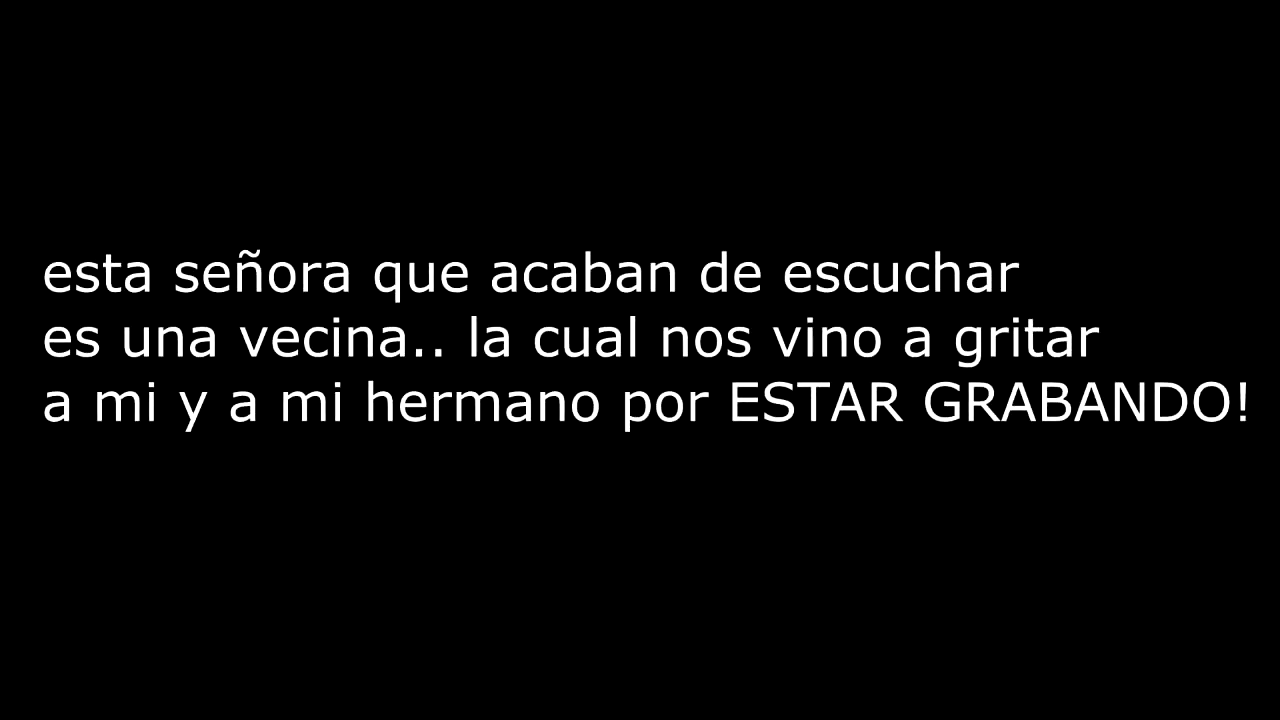 esta señora que acaban de escuchar
es una vecina.. la cual nos vino a gritar
a mi y a mi hermano por ESTAR GRABANDO!